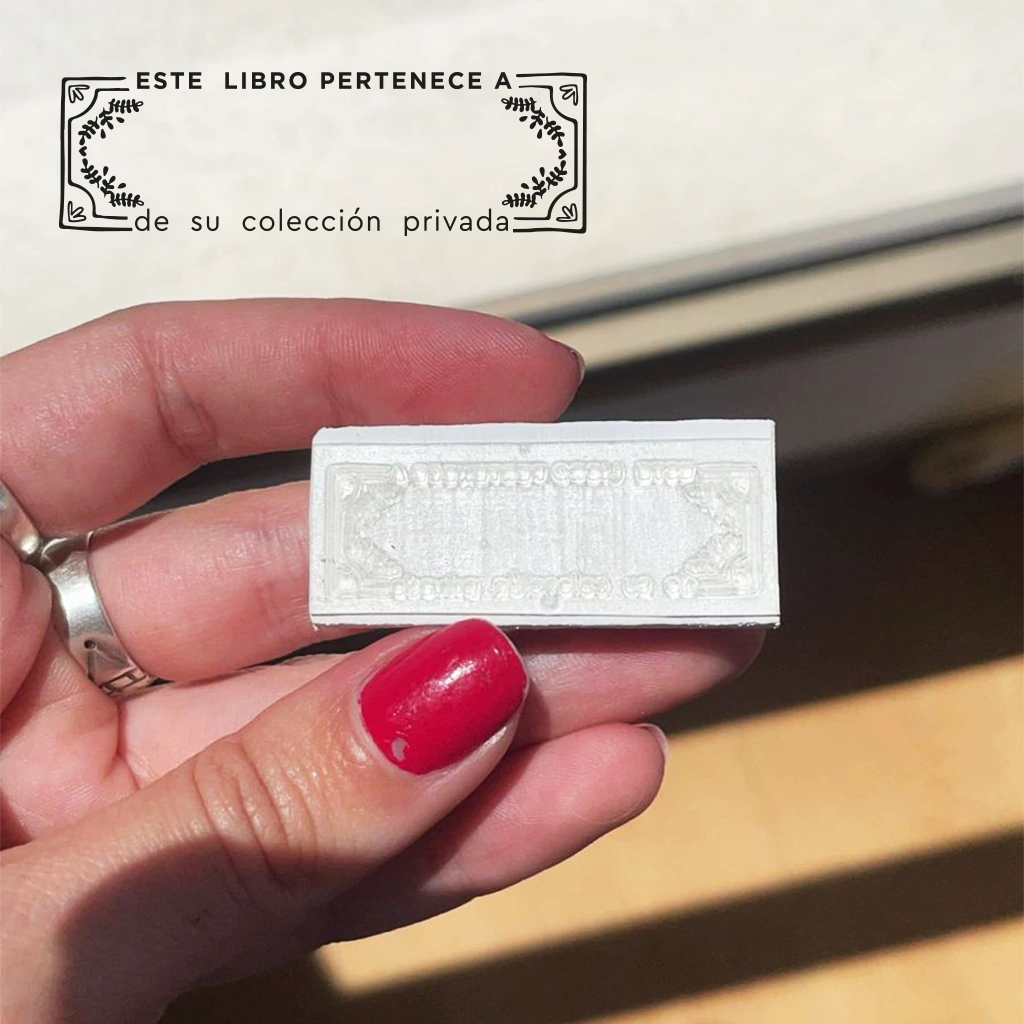 ESTE LIBRO PERTENECE A
de su colección privada